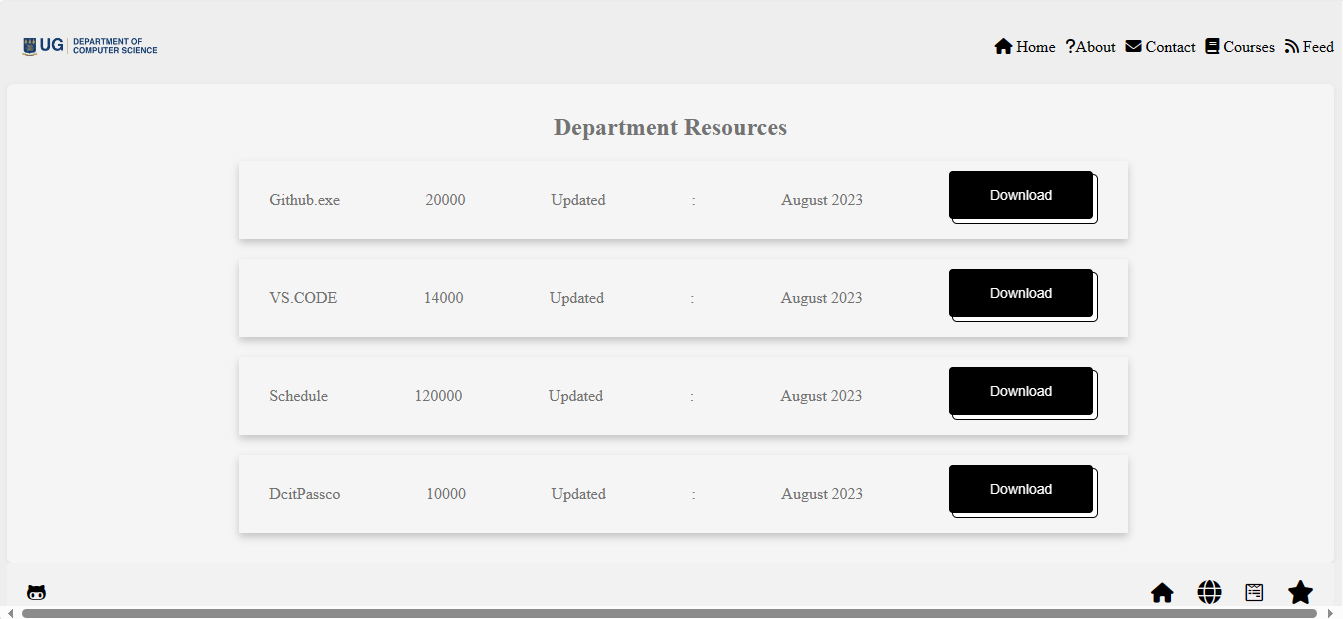 UG DEPARTMENT OF
COMPUTER SCIENCE
Home ?About Contact Courses Feed
Department Resources
Github.exe 20000 Updated : August 2023 Download
VS.CODE 14000 Updated : August 2023 Download
Schedule 120000 Updated : August 2023 Download
DcitPassco 10000 Updated : August 2023 Download